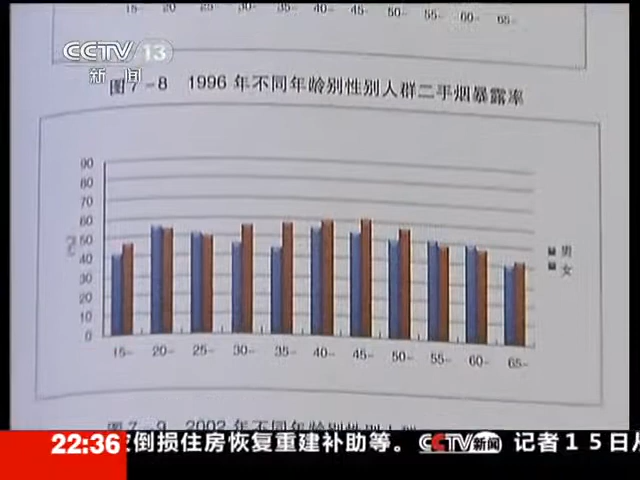 15- 20- 25- 30- 35- 40- 45- 50- 55- 60- 65-
CCTV 13
新闻
图7-8 1996年不同年龄别性别人群二手烟暴露率
90
80
70
60
50
40
30
20
10
0
男
女
15- 20- 25- 30- 35- 40- 45- 50- 55- 60- 65-
图7-9 2002年不同年龄别性别人群
22:36 倒损住房恢复重建补助等。 CCTV新闻 记者15日从